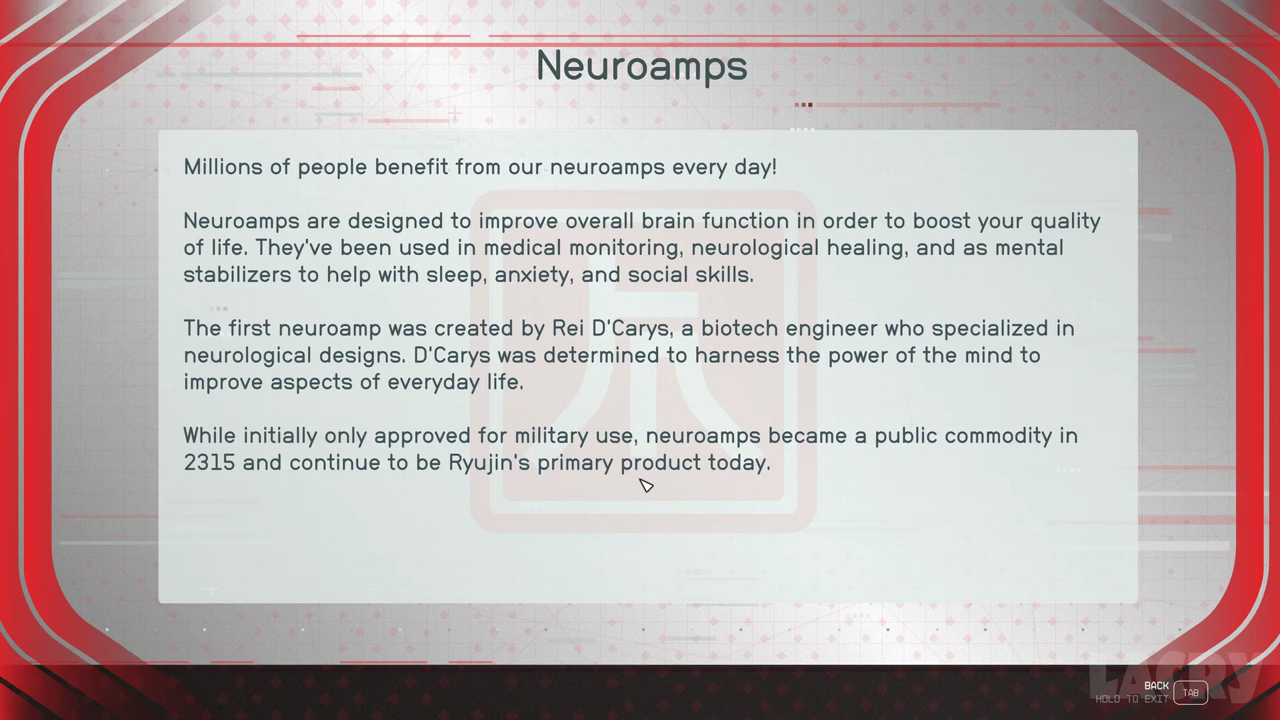 Neuroamps
Millions of people benefit from our neuroamps every day!
Neuroamps are designed to improve overall brain function in order to boost your quality
of life. They've been used in medical monitoring, neurological healing, and as mental
stabilizers to help with sleep, anxiety, and social skills.
The first neuroamp was created by Rei D'Carys, a biotech engineer who specialized in
neurological designs. D'Carys was determined to harness the power of the mind to
improve aspects of everyday life.
While initially only approved for military use, neuroamps became a public commodity in
2315 and continue to be Ryujin's primary product today.
LACRY
BACK
HOLD TO EXIT
TAB